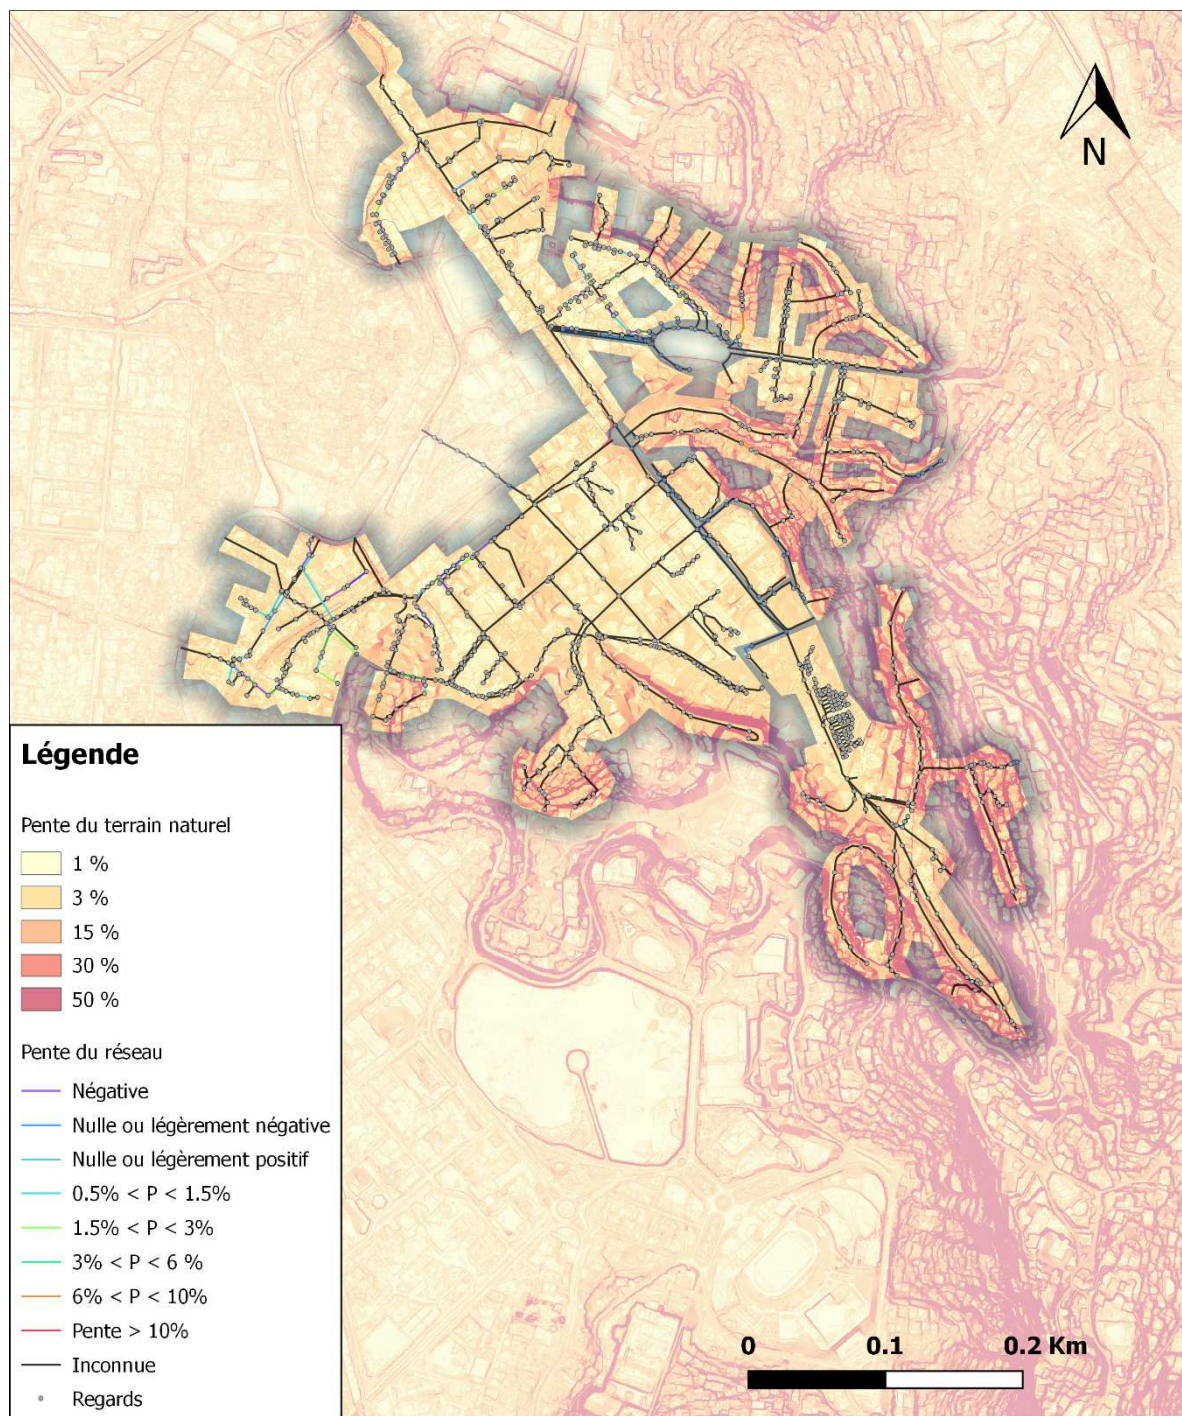 N
Légende
Pente du terrain naturel
1 %
3 %
15 %
30 %
50 %
Pente du réseau
Négative
Nulle ou légèrement négative
Nulle ou légèrement positif
0.5% < P < 1.5%
1.5% < P < 3%
3% < P < 6 %
6% < P < 10%
Pente > 10%
Inconnue
Regards
0 0.1 0.2 Km